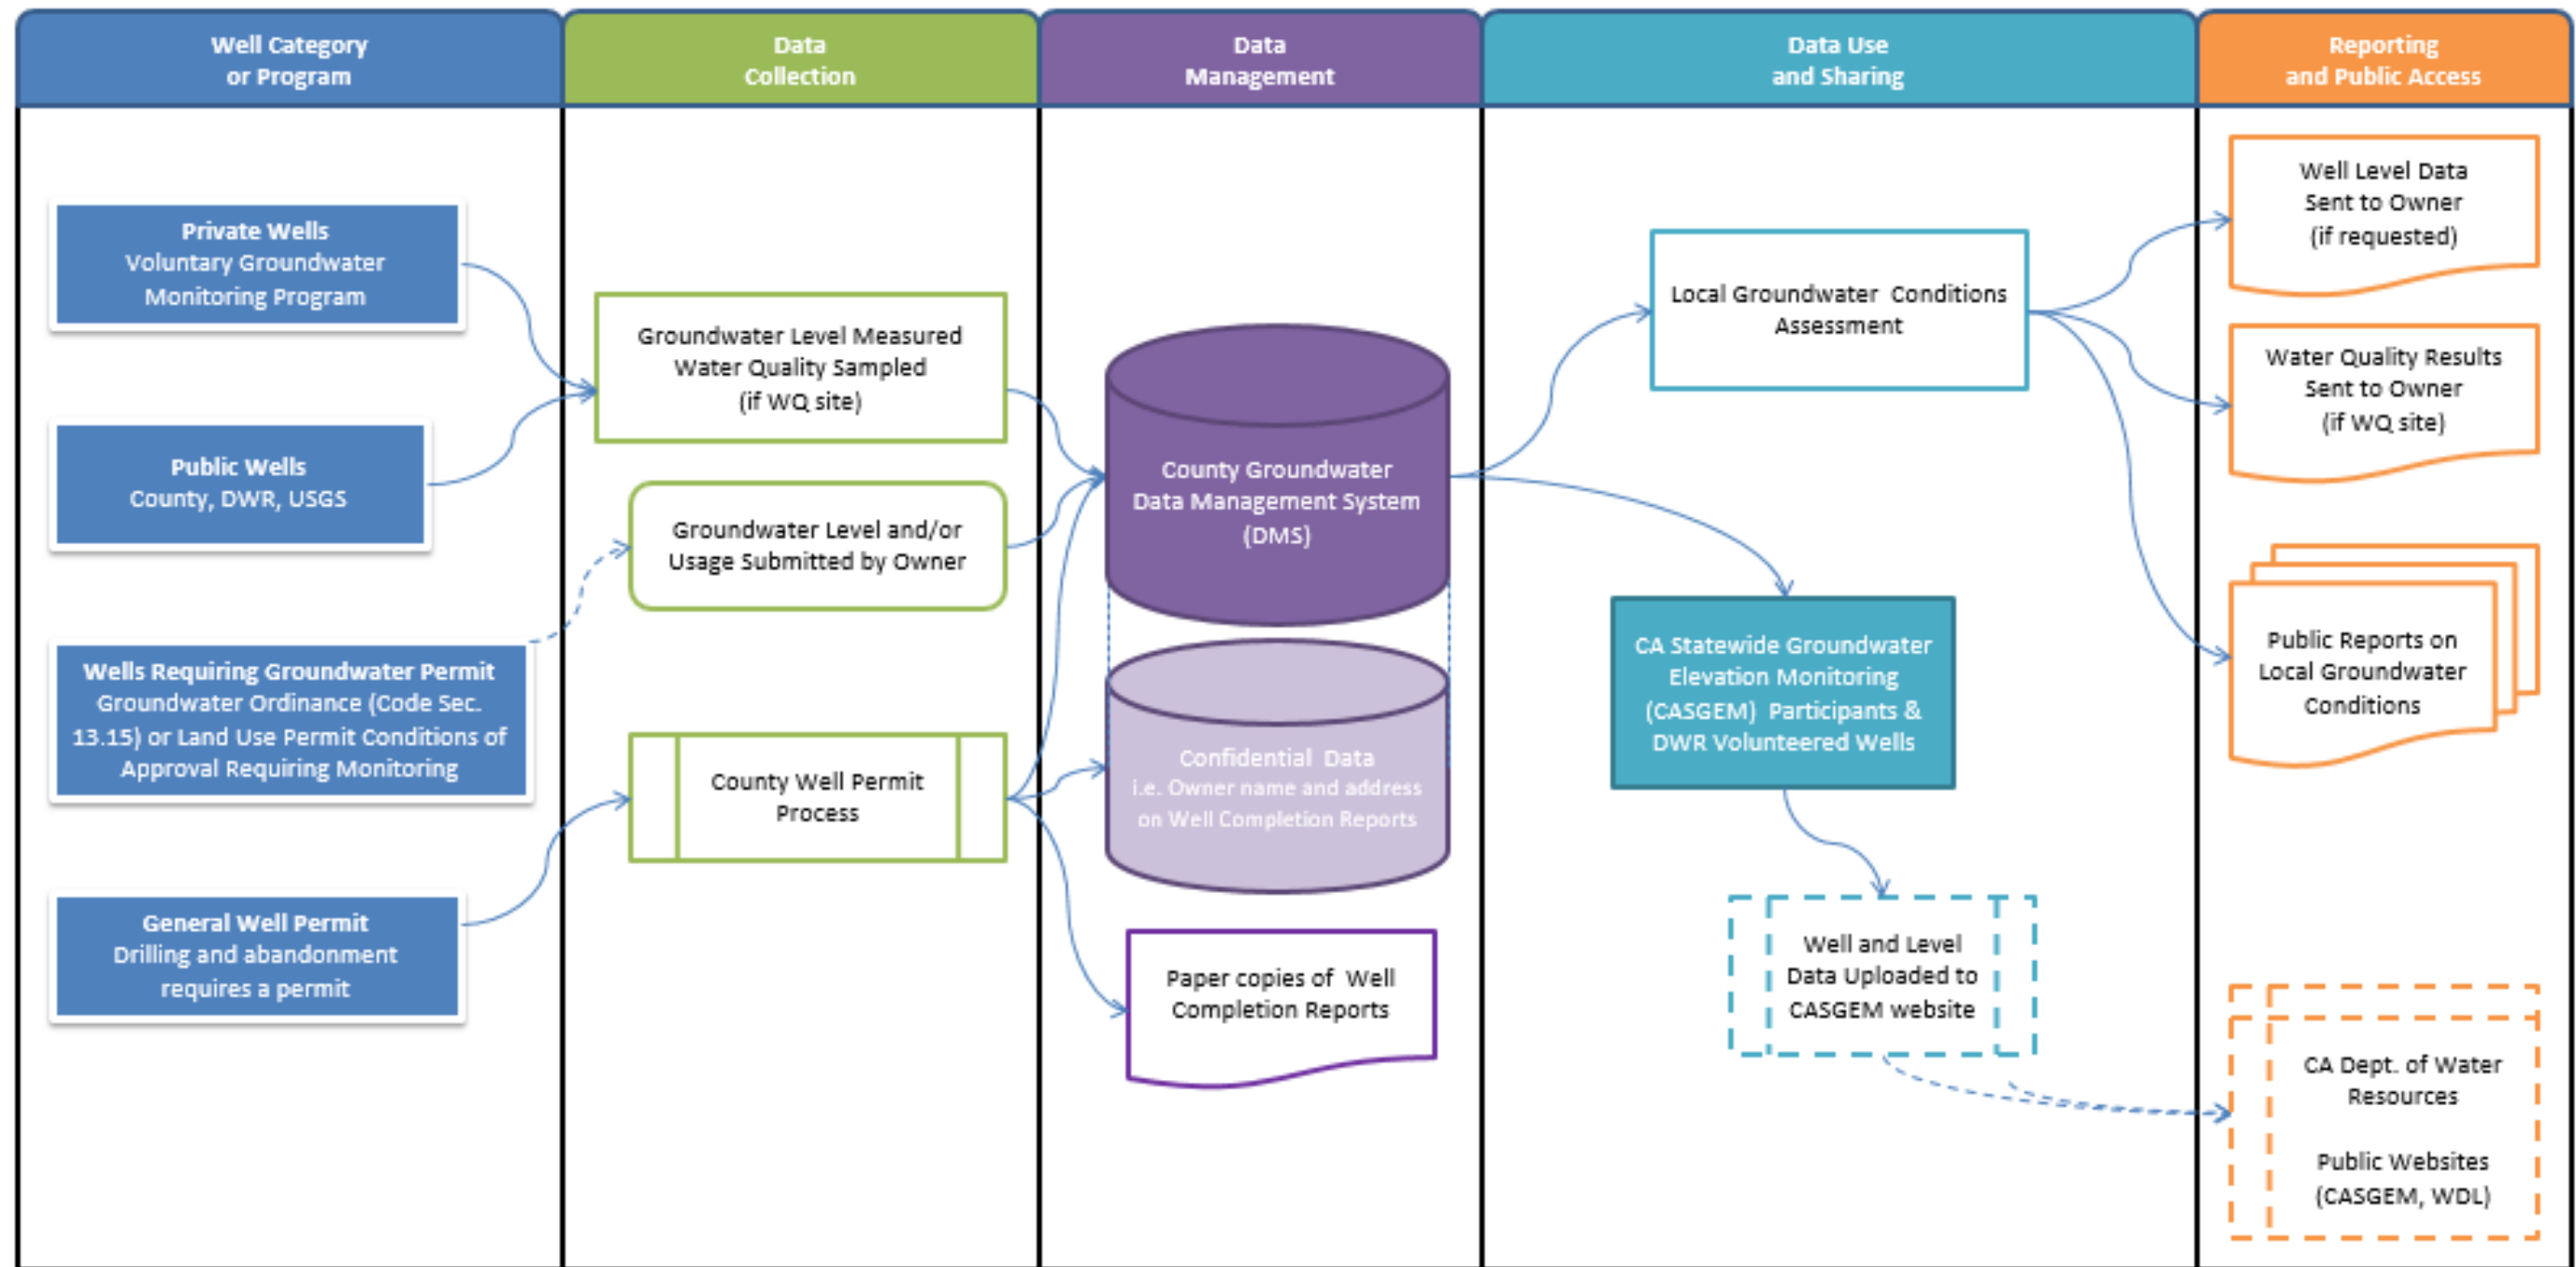 Well Category
or Program
Data
Collection
Data
Management
Data Use
and Sharing
Reporting
and Public Access
Private Wells
Voluntary Groundwater
Monitoring Program
Public Wells
County, DWR, USGS
Wells Requiring Groundwater Permit
Groundwater Ordinance (Code Sec.
13.15) or Land Use Permit Conditions of
Approval Requiring Monitoring
General Well Permit
Drilling and abandonment
requires a permit
Groundwater Level Measured
Water Quality Sampled
(if WQ site)
Groundwater Level and/or
Usage Submitted by Owner
County Well Permit
Process
County Groundwater
Data Management System
(DMS)
Confidential Data
i.e. Owner name and address
on Well Completion Reports
Paper copies of Well
Completion Reports
Local Groundwater Conditions
Assessment
CA Statewide Groundwater
Elevation Monitoring
(CASGEM) Participants &
DWR Volunteered Wells
Well and Level
Data Uploaded to
CASGEM website
Well Level Data
Sent to Owner
(if requested)
Water Quality Results
Sent to Owner
(if WQ site)
Public Reports on
Local Groundwater
Conditions
CA Dept. of Water
Resources
Public Websites
(CASGEM, WDL)